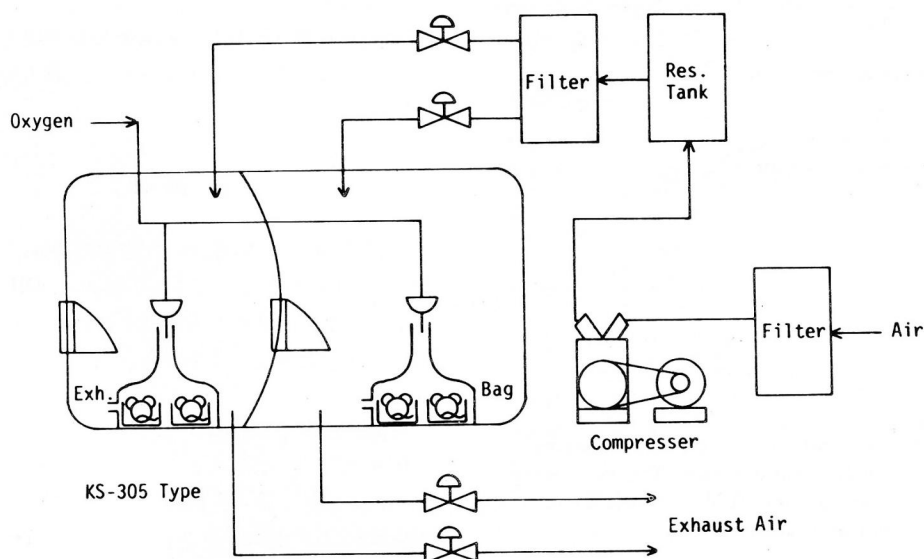 Filter
Res.
Tank
Oxygen
Filter
Air
Exh.
Bag
Compresser
KS-305 Type
Exhaust Air